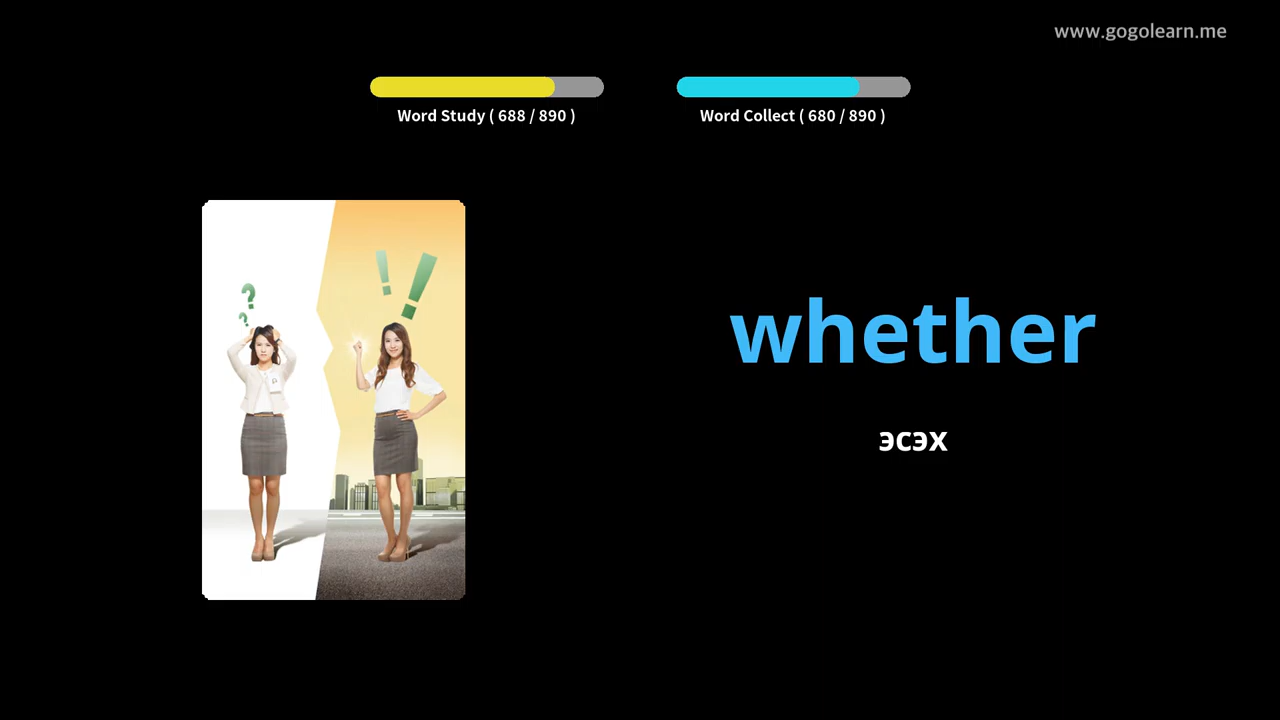 www.gogolearn.me
Word Study ( 688 / 890 )
Word Collect ( 680 / 890 )
? ?
! !
whether
эсэх